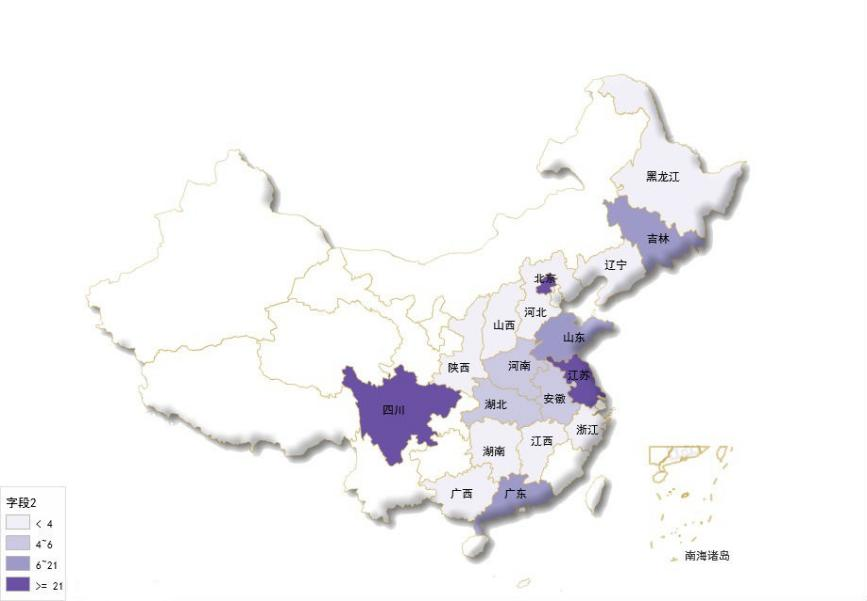 黑龙江
吉林
辽宁
北京
河北
山西
山东
陕西
河南
江苏
四川
湖北
安徽
浙江
江西
湖南
广西
广东
南海诸岛
字段2
< 4
4~6
6~21
>= 21